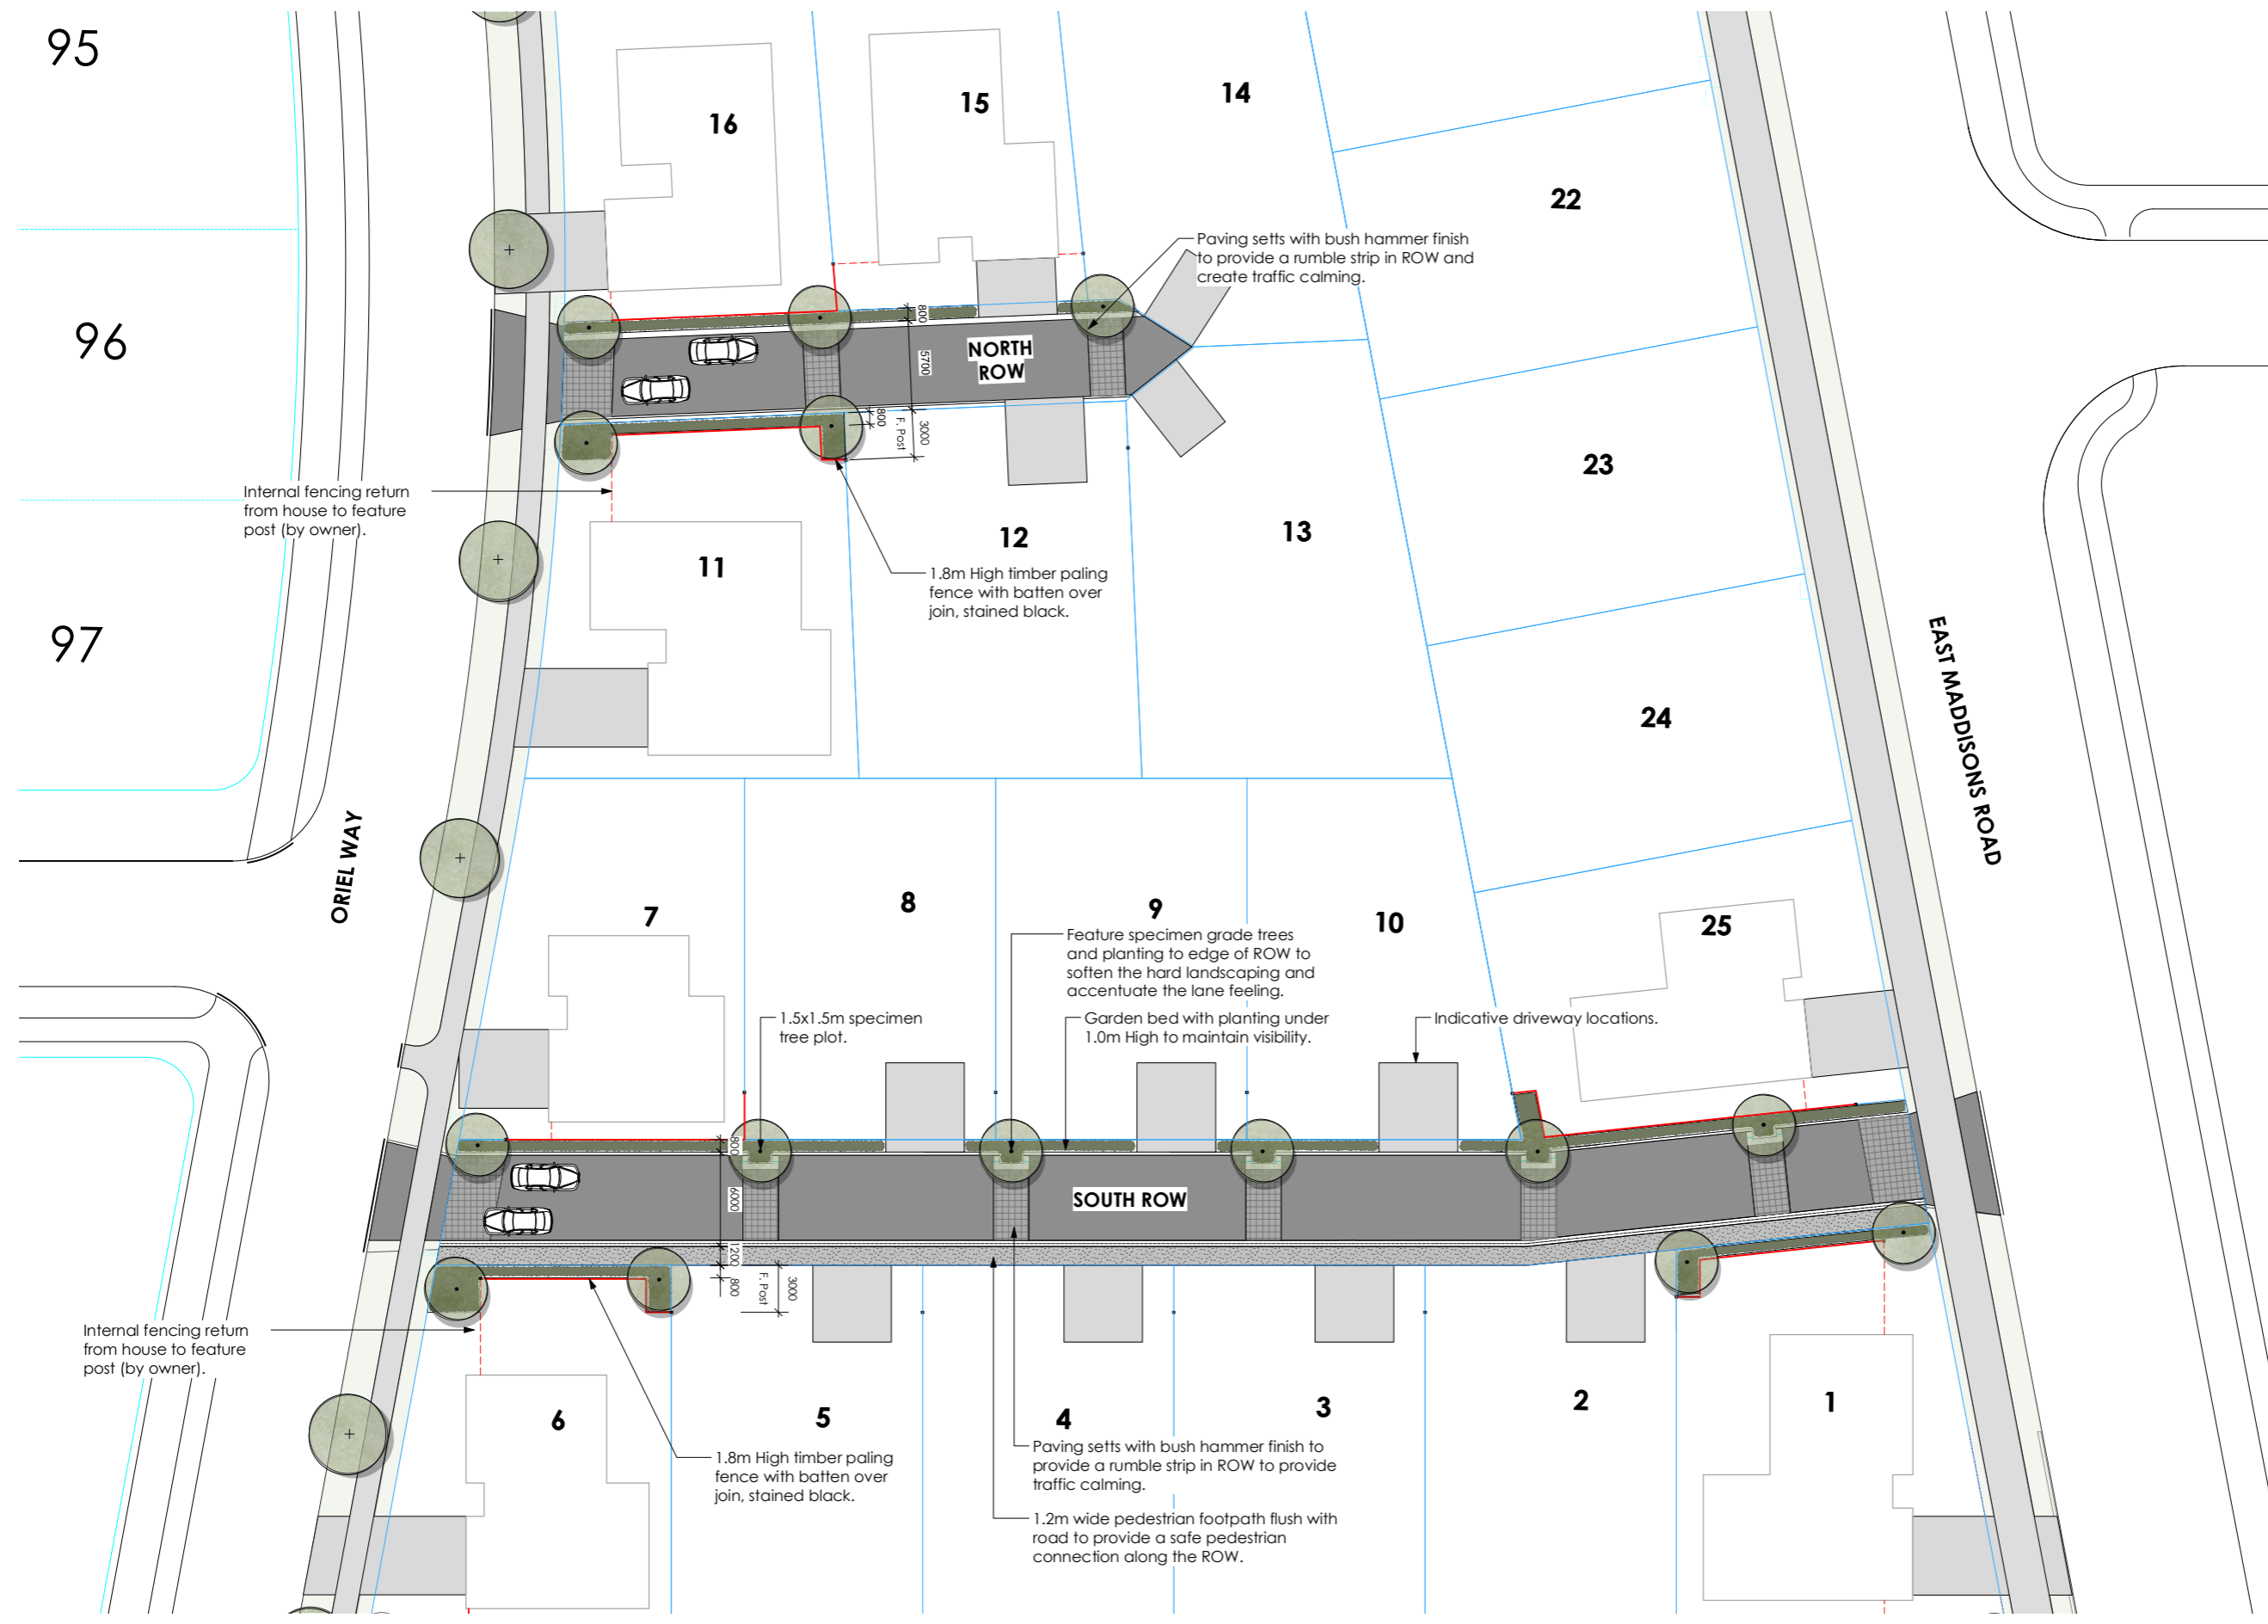 95
16
15
14
22
Paving setts with bush hammer finish
to provide a rumble strip in ROW and
create traffic calming.
96
800
NORTH
ROW
5700
800
F. Post
3000
23
Internal fencing return
from house to feature
post (by owner).
12
13
11
1.8m High timber paling
fence with batten over
join, stained black.
97
EAST MADDISONS ROAD
24
ORIEL WAY
7
8
9
10
25
Feature specimen grade trees
and planting to edge of ROW to
soften the hard landscaping and
accentuate the lane feeling.
1.5x1.5m specimen
tree plot.
Garden bed with planting under
1.0m High to maintain visibility.
Indicative driveway locations.
800
6000
SOUTH ROW
1200
800
F. Post
3000
Internal fencing return
from house to feature
post (by owner).
6
5
4
3
2
1
1.8m High timber paling
fence with batten over
join, stained black.
Paving setts with bush hammer finish to
provide a rumble strip in ROW to provide
traffic calming.
1.2m wide pedestrian footpath flush with
road to provide a safe pedestrian
connection along the ROW.